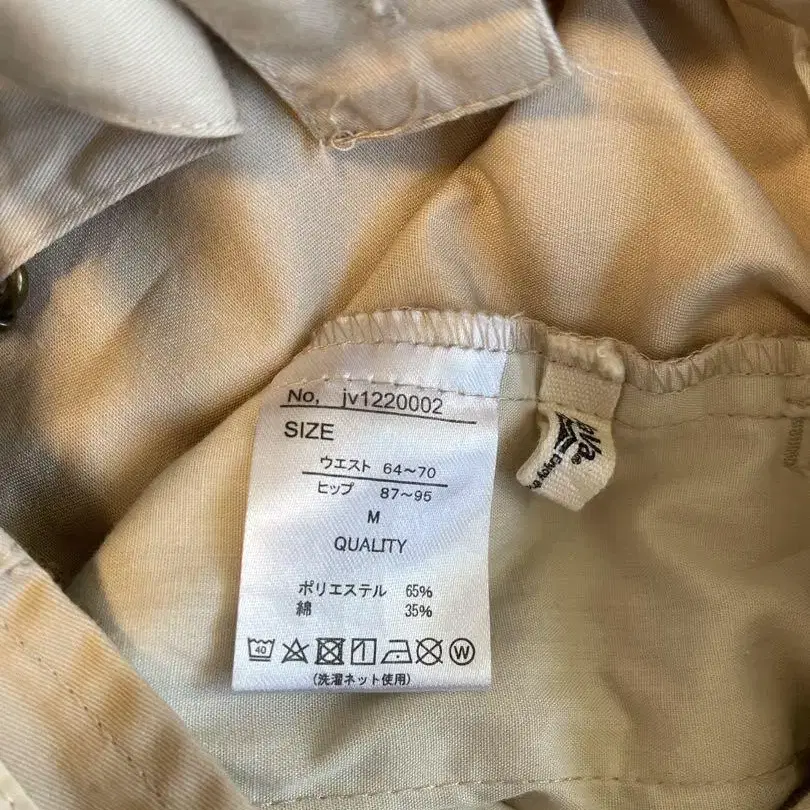 No, jv1220002
SIZE
ウエスト 64～70
ヒップ 87～95
M
QUALITY
ポリエステル 65%
綿 35%
40
W
(洗濯ネット使用)
Enjoy